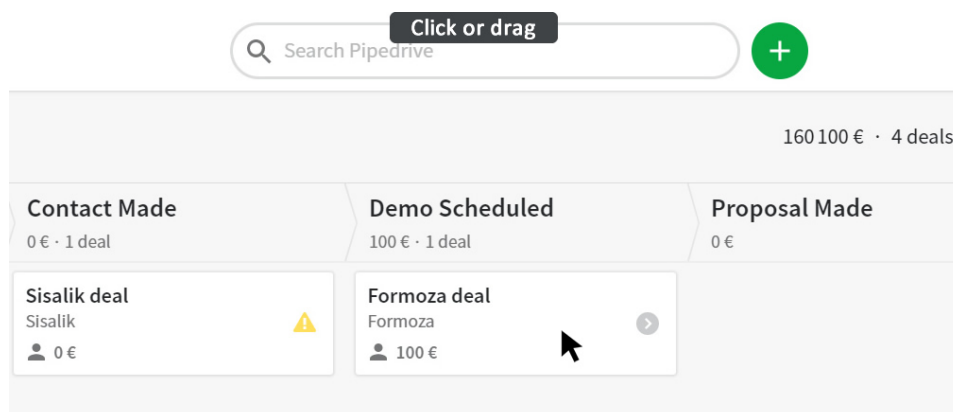 Click or drag
Search Pipedrive
160 100 € · 4 deals
Contact Made
0 € · 1 deal
Demo Scheduled
100 € · 1 deal
Proposal Made
0 €
Sisalik deal
Sisalik
0 €
Formoza deal
Formoza
100 €